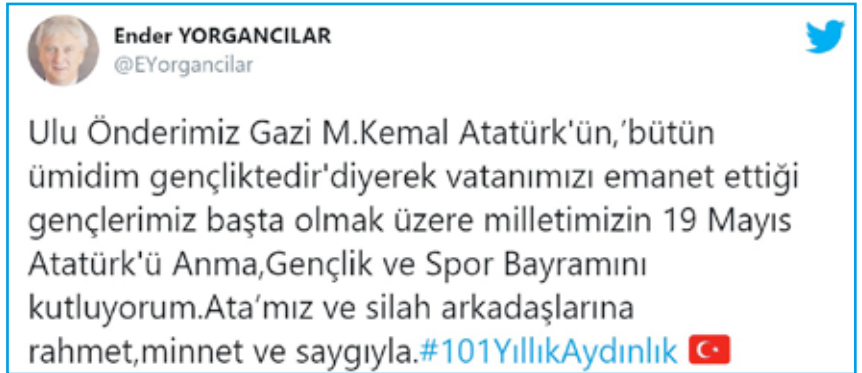 Ender YORGANCILAR
@EYorgancilar
Ulu Önderimiz Gazi M.Kemal Atatürk'ün,'bütün
ümidim gençliktedir'diyerek vatanımızı emanet ettiği
gençlerimiz başta olmak üzere milletimizin 19 Mayıs
Atatürk'ü Anma,Gençlik ve Spor Bayramını
kutluyorum.Ata'mız ve silah arkadaşlarına
rahmet,minnet ve saygıyla.#101YıllıkAydınlık 🇹🇷